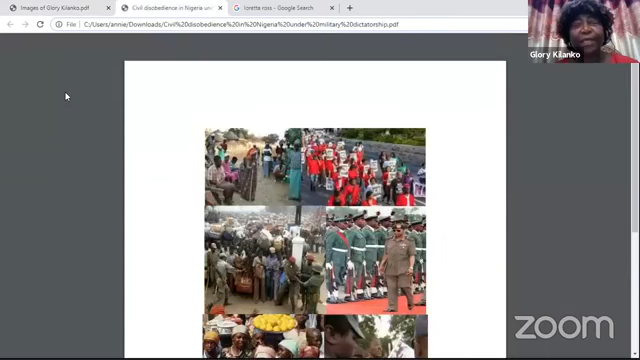 Images of Glory Kilanko.pdf
Civil disobedience in Nigeria und
loretta ross - Google Search
File
C:/Users/annie/Downloads/Civil%20disobedience%20in%20Nigeria%20under%20military%20dictatorship.pdf
Glory Kilanko
zoom